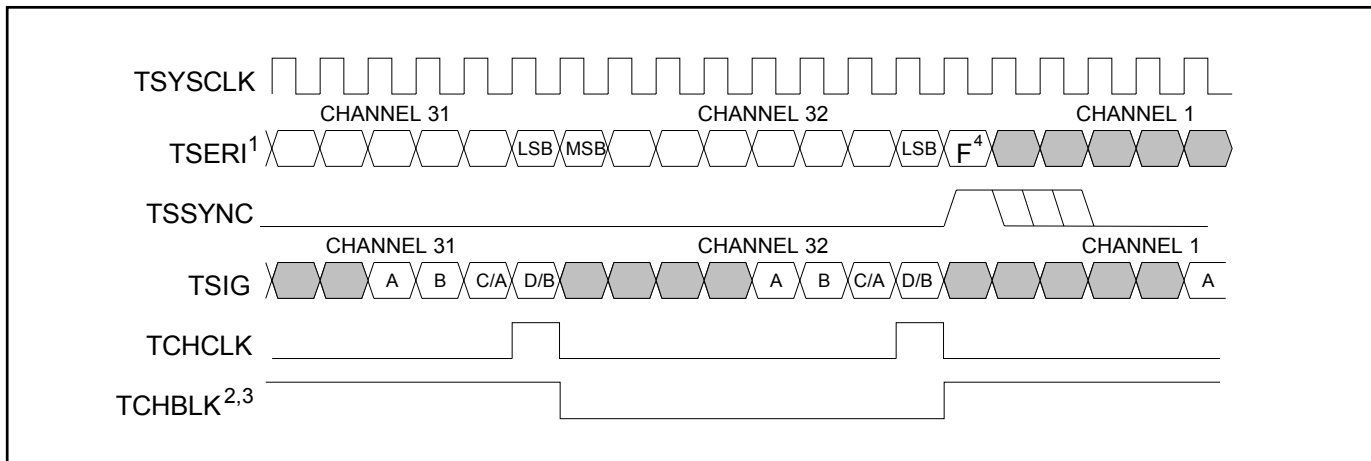 TSYSCLK
CHANNEL 31 CHANNEL 32 CHANNEL 1
TSERI1 LSB MSB LSB F4
TSSYNC
CHANNEL 31 CHANNEL 32 CHANNEL 1
TSIG A B C/A D/B A B C/A D/B A
TCHCLK
TCHBLK2,3